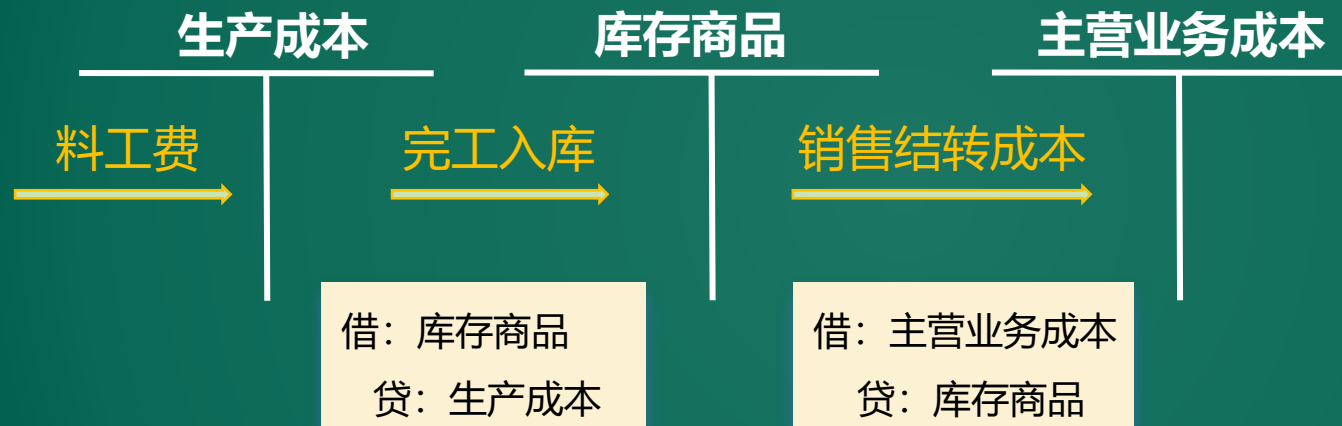 生产成本
库存商品
主营业务成本
料工费
完工入库
销售结转成本
借：库存商品
贷：生产成本
借：主营业务成本
贷：库存商品